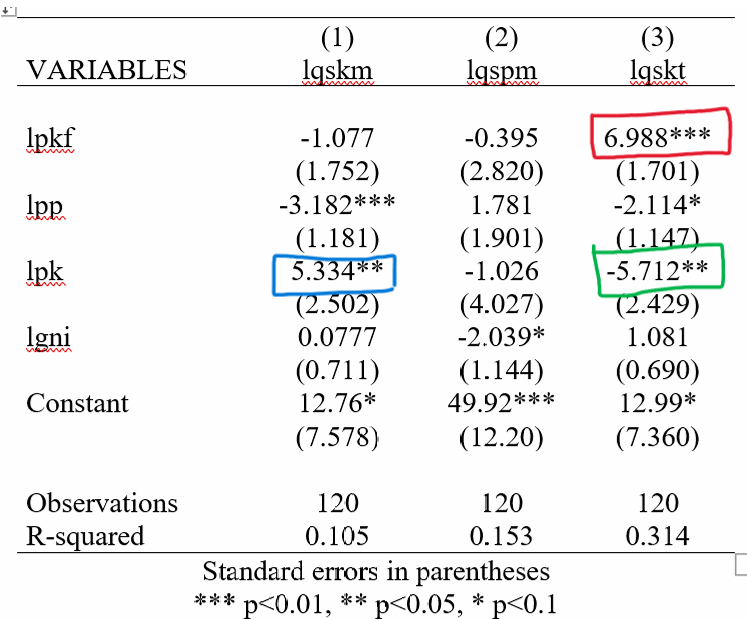 (1) (2) (3)
VARIABLES lqskm lqspm lqskt
lpkf -1.077 -0.395 6.988***
(1.752) (2.820) (1.701)
lpp -3.182*** 1.781 -2.114*
(1.181) (1.901) (1.147)
lpk 5.334** -1.026 -5.712**
(2.502) (4.027) (2.429)
lgni 0.0777 -2.039* 1.081
(0.711) (1.144) (0.690)
Constant 12.76* 49.92*** 12.99*
(7.578) (12.20) (7.360)
Observations 120 120 120
R-squared 0.105 0.153 0.314
Standard errors in parentheses
*** p<0.01, ** p<0.05, * p<0.1